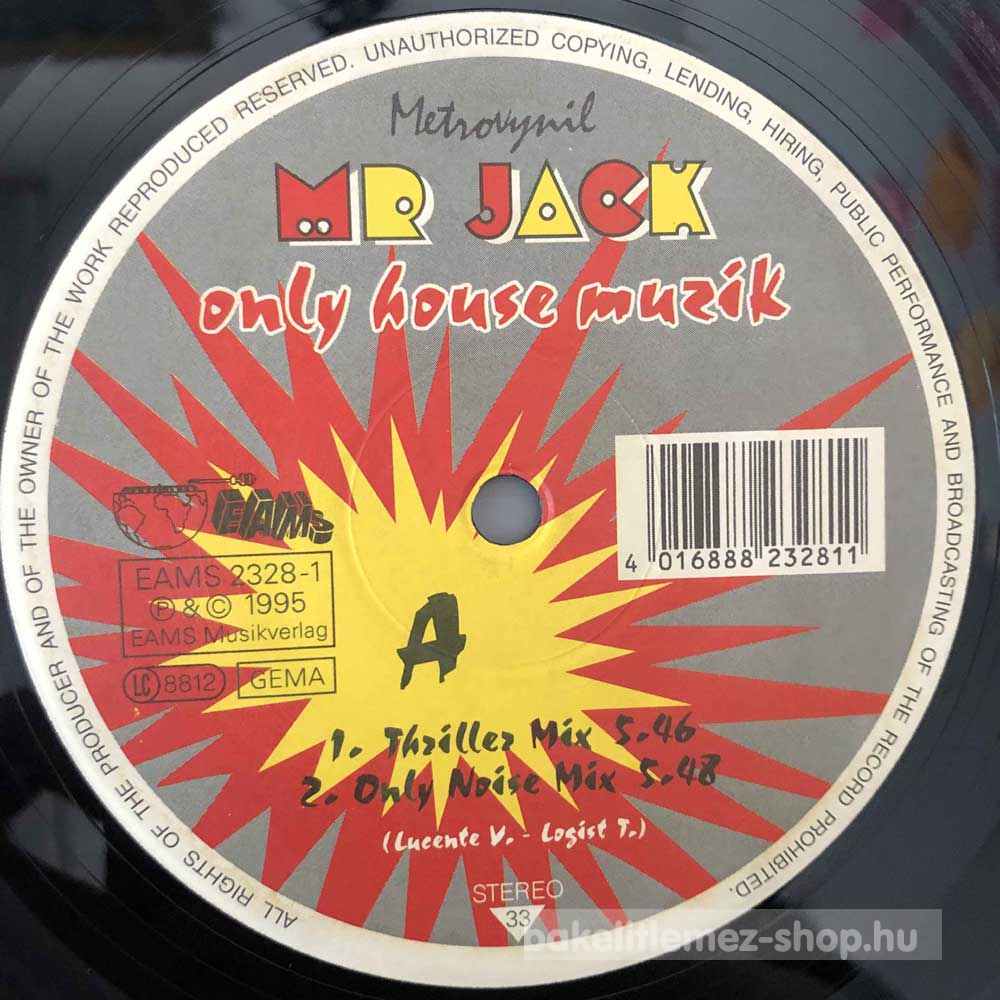 ALL RIGHTS OF THE PRODUCER AND OF THE OWNER OF THE WORK REPRODUCED RESERVED. UNAUTHORIZED COPYING, LENDING, HIRING, PUBLIC PERFORMANCE AND BROADCASTING OF THE RECORD PROHIBITED.
Metrovynil
MR JACK
only house muzik
EAMS
4 016888 232811
EAMS 2328-1
Ⓟ & © 1995
EAMS Musikverlag
LC 8812
GEMA
A
1. Thriller Mix 5.46
2. Only Noise Mix 5.48
(Lucente V. - Logist T.)
STEREO
33
bakelitlemez-shop.hu